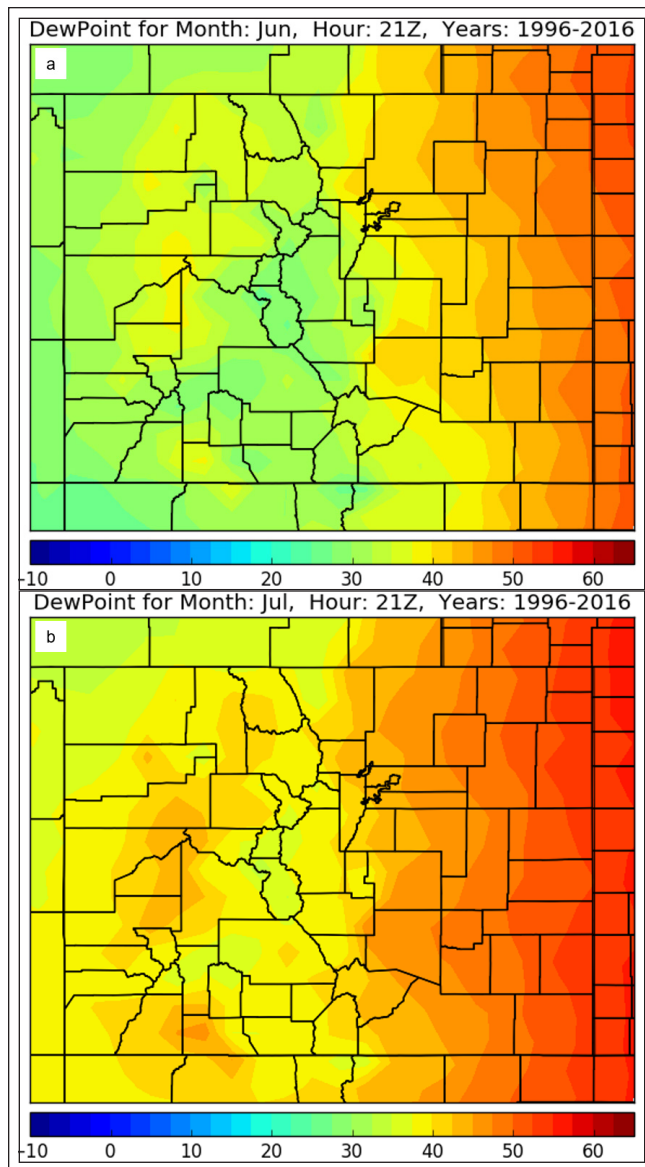 DewPoint for Month: Jun,  Hour: 21Z,  Years: 1996-2016
a
-10 0 10 20 30 40 50 60
DewPoint for Month: Jul,  Hour: 21Z,  Years: 1996-2016
b
-10 0 10 20 30 40 50 60